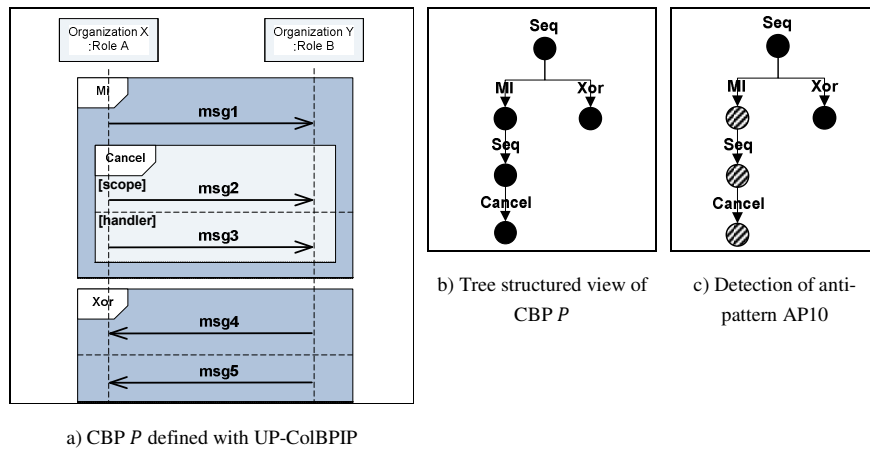 Organization X
:Role A
Organization Y
:Role B
MI
msg1
Cancel
[scope]
msg2
[handler]
msg3
Xor
msg4
msg5
a) CBP P defined with UP-ColBPIP
Seq
MI
Xor
Seq
Cancel
b) Tree structured view of
CBP P
Seq
MI
Xor
Seq
Cancel
c) Detection of anti-
pattern AP10